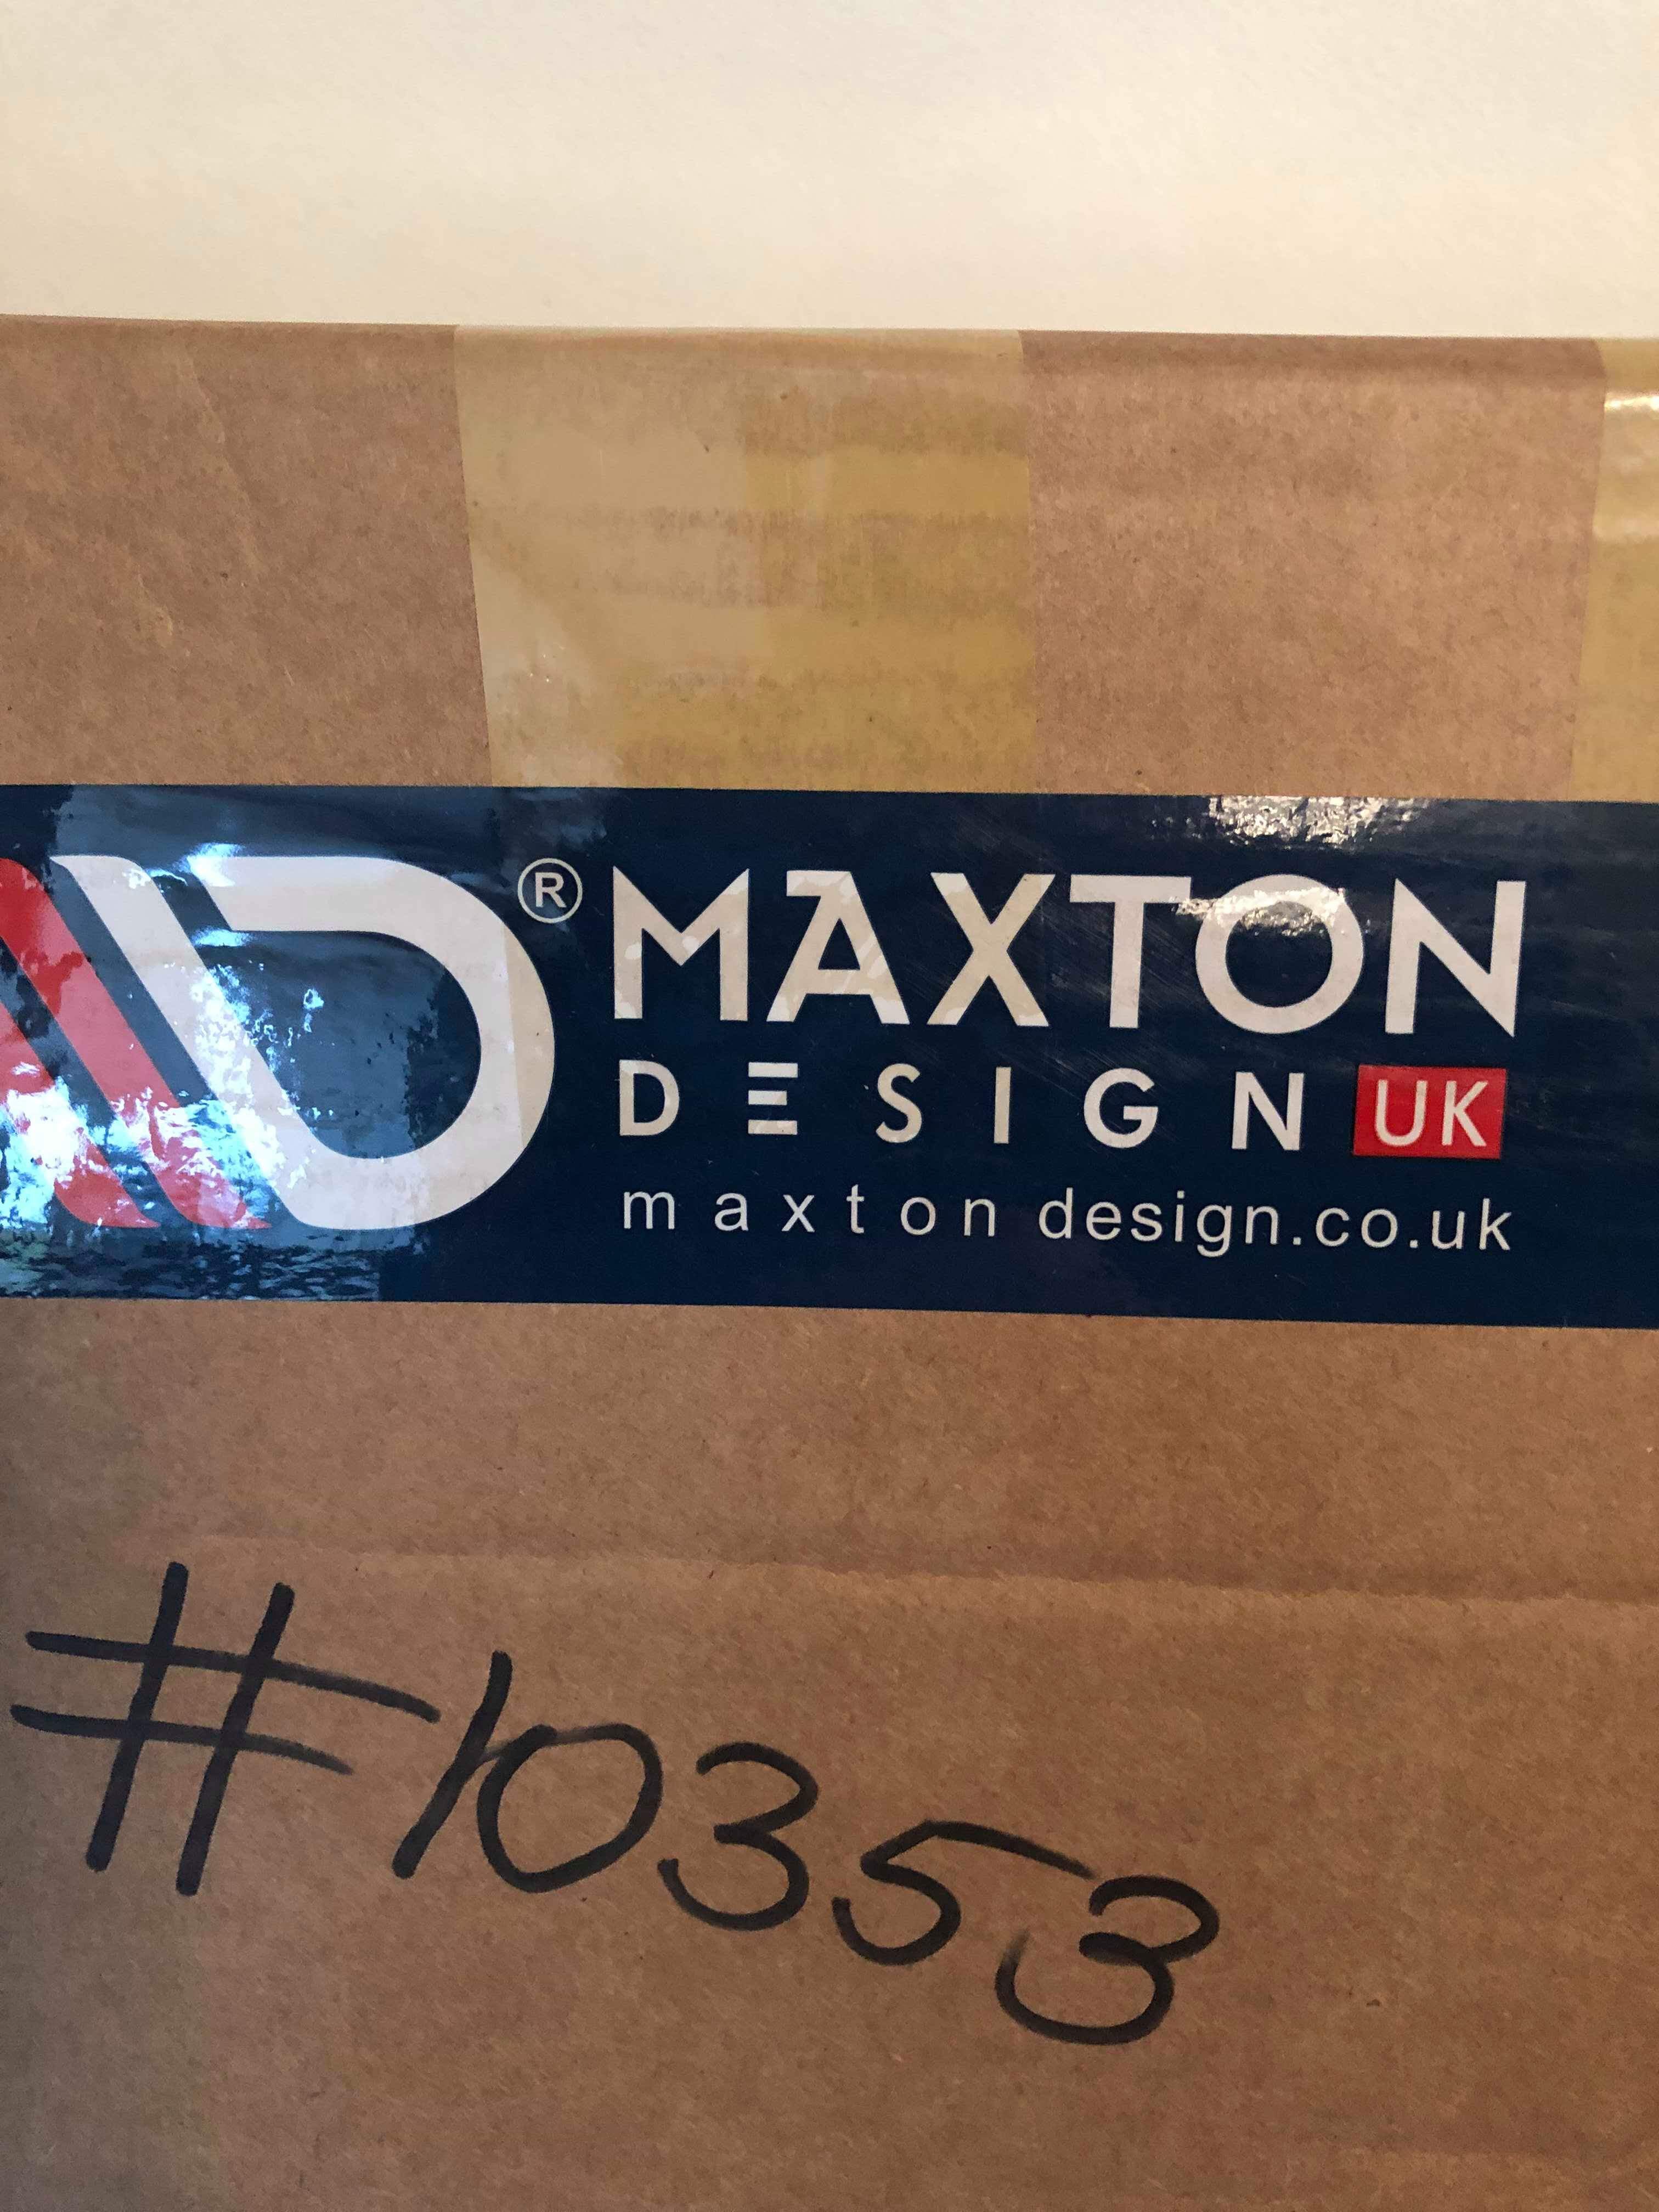 ® MAXTON
DESIGN UK
maxton design.co.uk
#10353